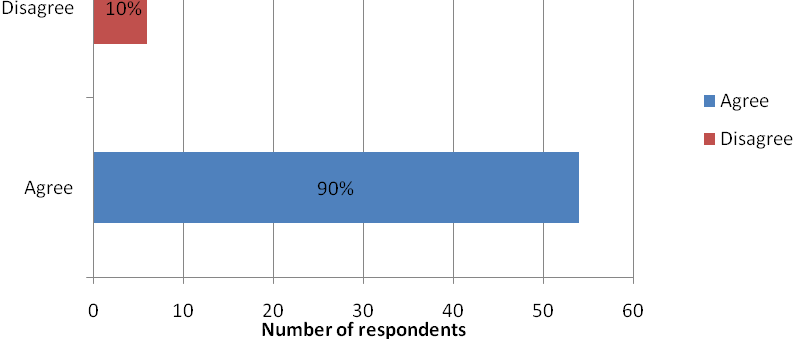 Disagree
10%
Agree
Disagree
Agree
90%
0 10 20 30 40 50 60
Number of respondents